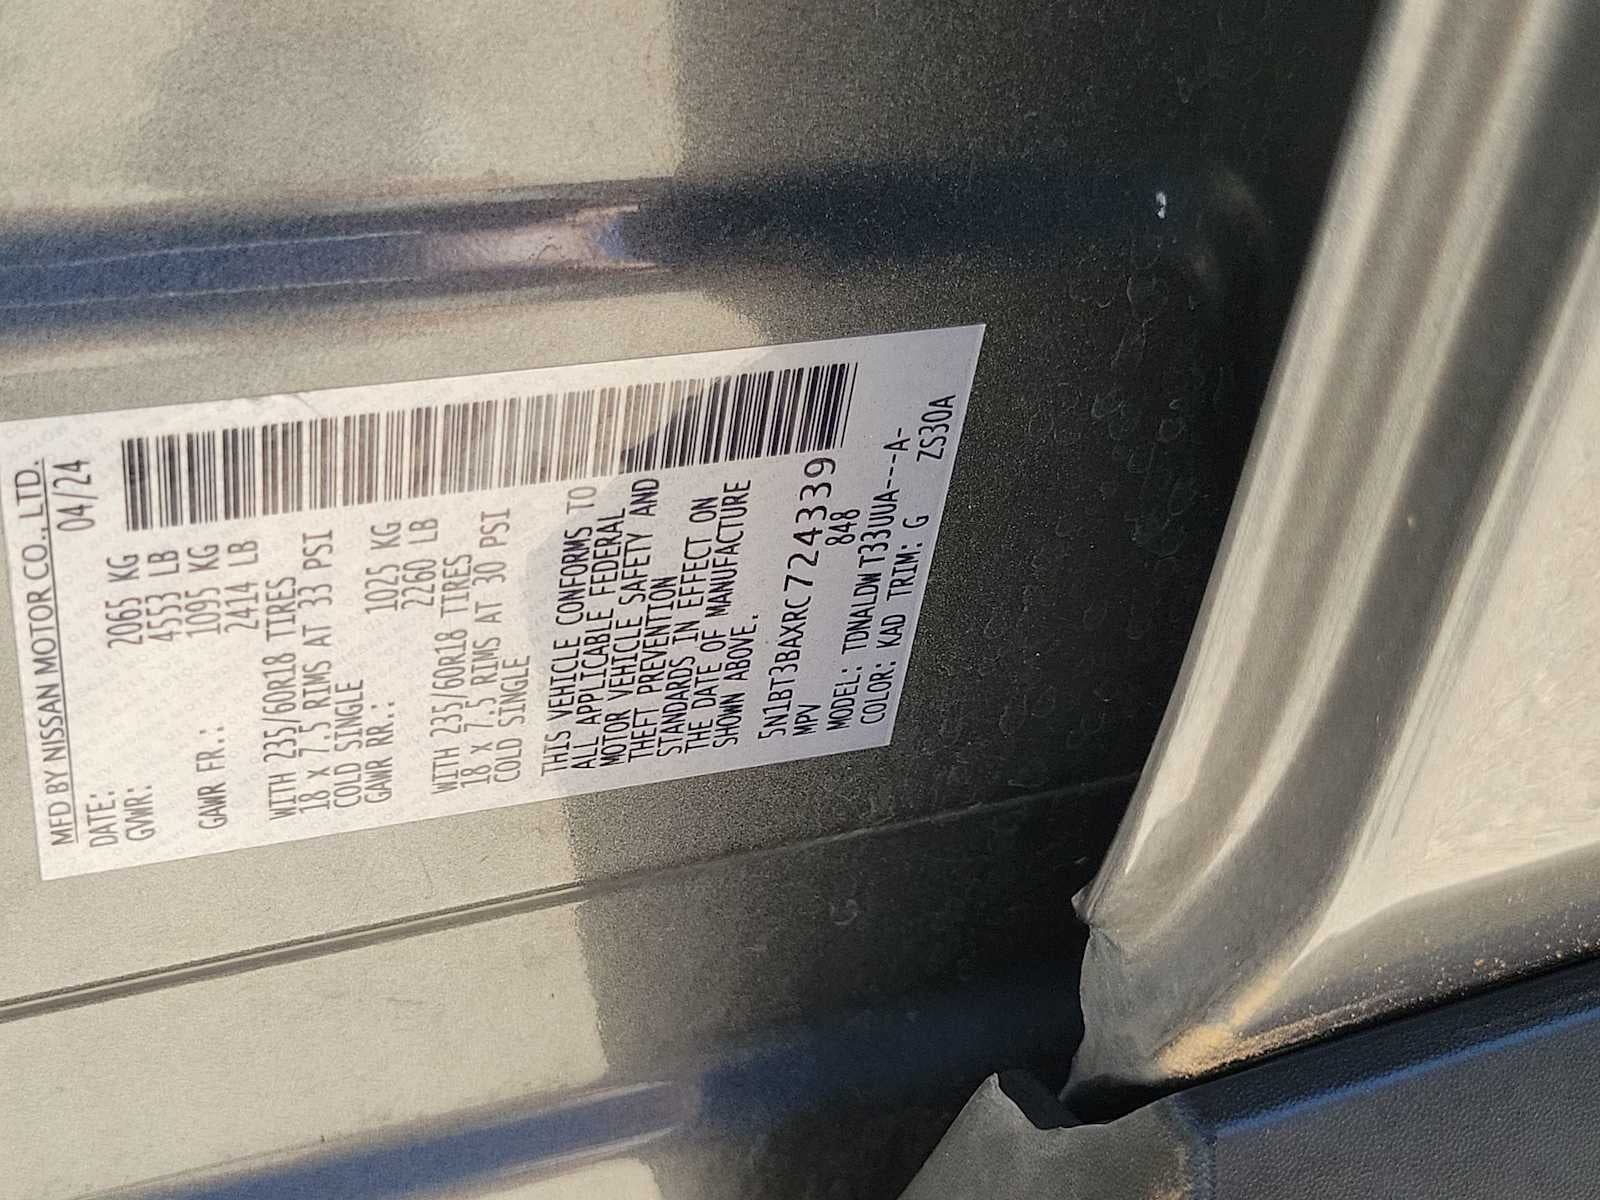 MFD BY NISSAN MOTOR CO., LTD.
DATE: 04/24
GVWR: 2065 KG
4553 LB
GAWR FR.: 1095 KG
2414 LB
WITH 235/60R18 TIRES
18 X 7.5 RIMS AT 33 PSI
COLD SINGLE
GAWR RR.: 1025 KG
2260 LB
WITH 235/60R18 TIRES
18 X 7.5 RIMS AT 30 PSI
COLD SINGLE
THIS VEHICLE CONFORMS TO
ALL APPLICABLE FEDERAL
MOTOR VEHICLE SAFETY AND
THEFT PREVENTION
STANDARDS IN EFFECT ON
THE DATE OF MANUFACTURE
SHOWN ABOVE.
5N1BT3BAXRC724339
MPV 848
MODEL: TDNALDWT33UUA----A-
COLOR: KAD TRIM: G ZS30A